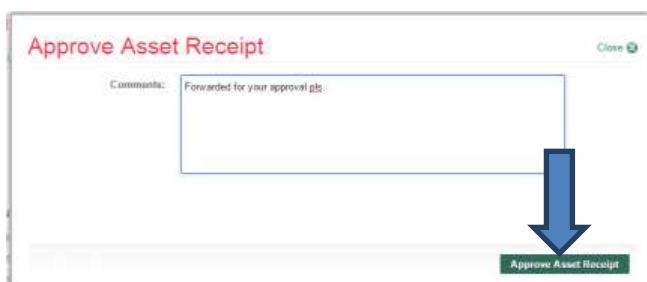 Approve Asset Receipt
Close
Comments:
Forwarded for your approval pls
Approve Asset Receipt